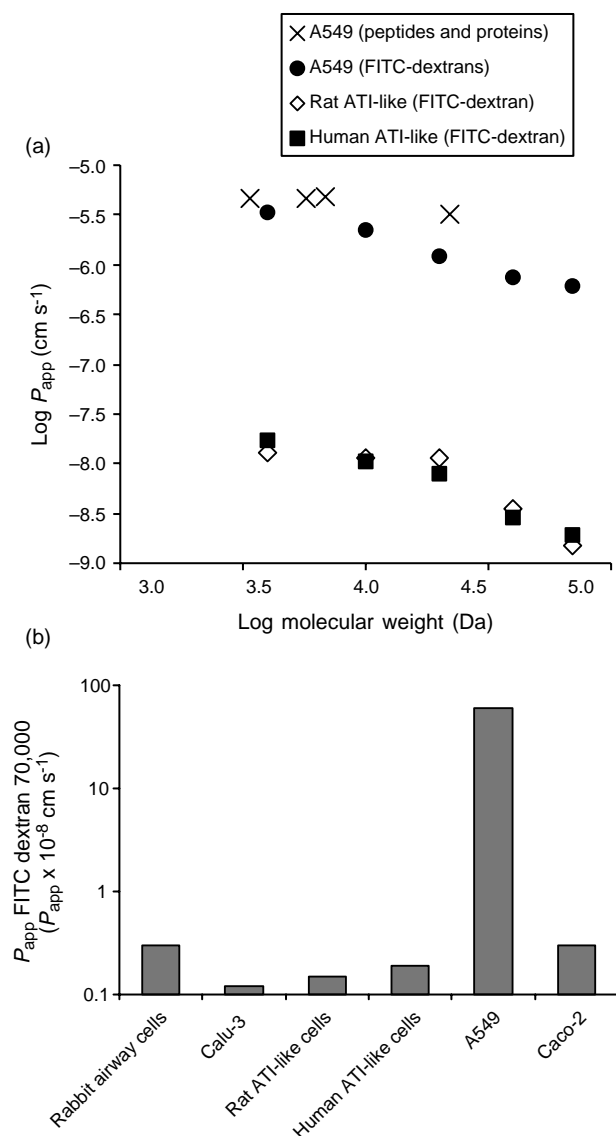 A549 (peptides and proteins)
A549 (FITC-dextrans)
Rat ATI-like (FITC-dextran)
Human ATI-like (FITC-dextran)
(a)
Log Papp (cm s-1)
–5.0
–5.5
–6.0
–6.5
–7.0
–7.5
–8.0
–8.5
–9.0
3.0 3.5 4.0 4.5 5.0
Log molecular weight (Da)
(b)
Papp FITC dextran 70,000
(Papp x 10-8 cm s-1)
100
10
1
0.1
Rabbit airway cells
Calu-3
Rat ATI-like cells
Human ATI-like cells
A549
Caco-2